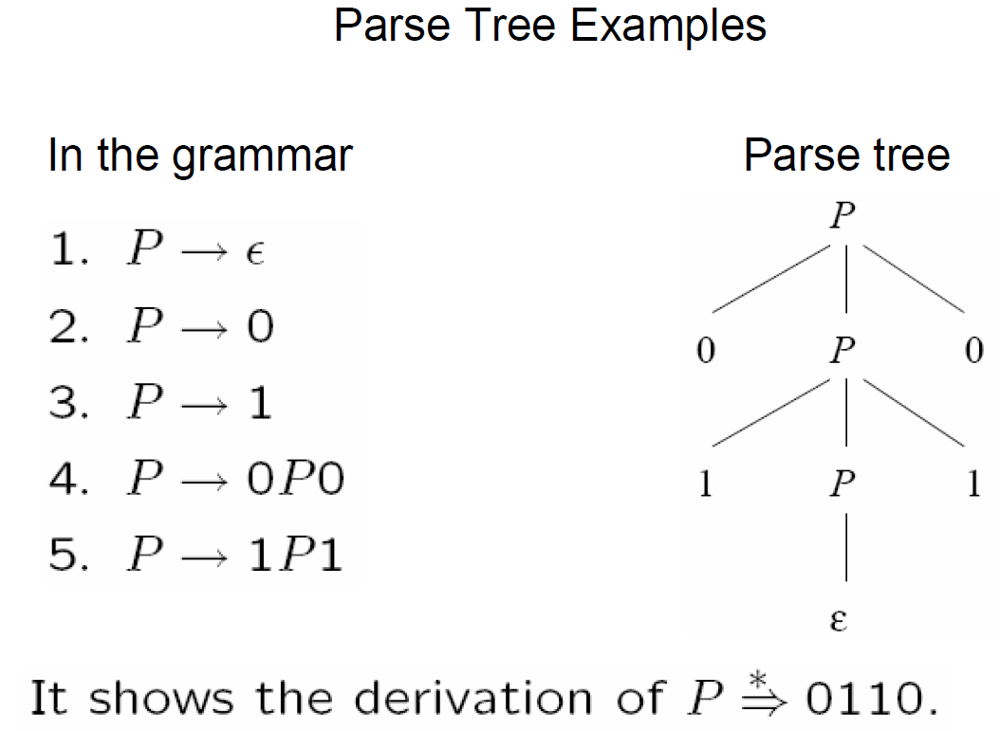 Parse Tree Examples
In the grammar
1. P → ϵ
2. P → 0
3. P → 1
4. P → 0P0
5. P → 1P1
Parse tree
P
0 P 0
1 P 1
ε
It shows the derivation of P ⇒* 0110.